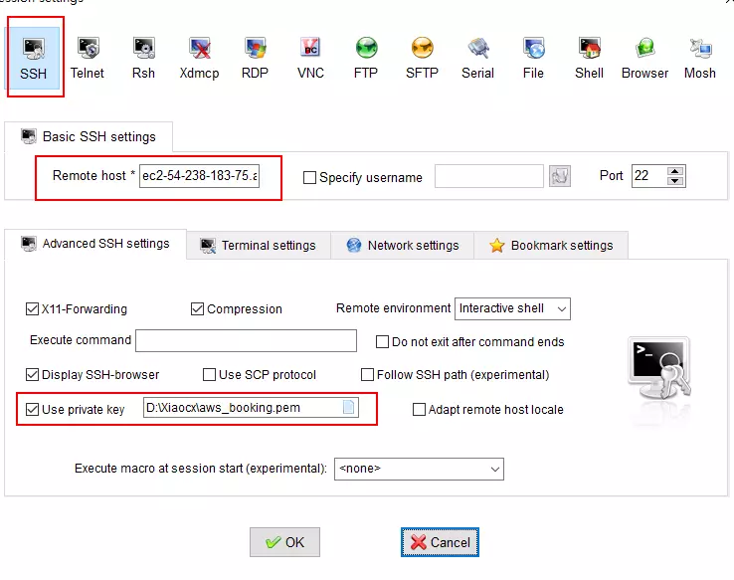 SSH Telnet Rsh Xdmcp RDP VNC FTP SFTP Serial File Shell Browser Mosh
Basic SSH settings
Remote host * ec2-54-238-183-75.a Specify username Port 22
Advanced SSH settings Terminal settings Network settings Bookmark settings
X11-Forwarding Compression Remote environment Interactive shell
Execute command Do not exit after command ends
Display SSH-browser Use SCP protocol Follow SSH path (experimental)
Use private key D:\Xiaocx\aws_booking.pem Adapt remote host locale
Execute macro at session start (experimental): <none>
OK Cancel